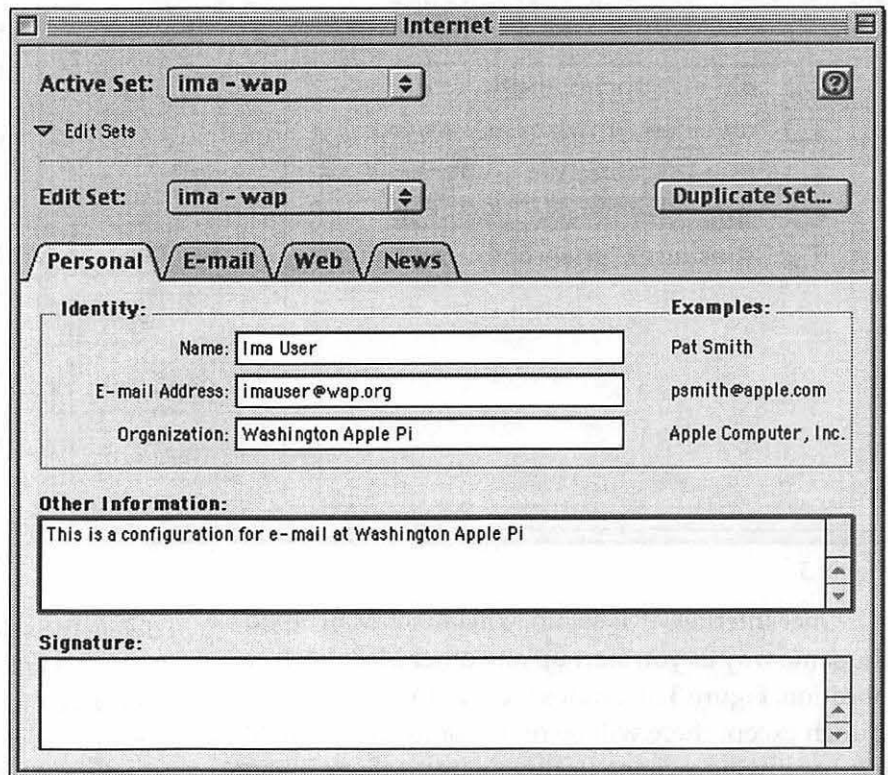 Internet
Active Set: ima - wap
Edit Sets
Edit Set: ima - wap Duplicate Set...
Personal E-mail Web News
Identity: Examples:
Name: Ima User Pat Smith
E-mail Address: imauser@wap.org psmith@apple.com
Organization: Washington Apple Pi Apple Computer, Inc.
Other Information:
This is a configuration for e-mail at Washington Apple Pi
Signature: